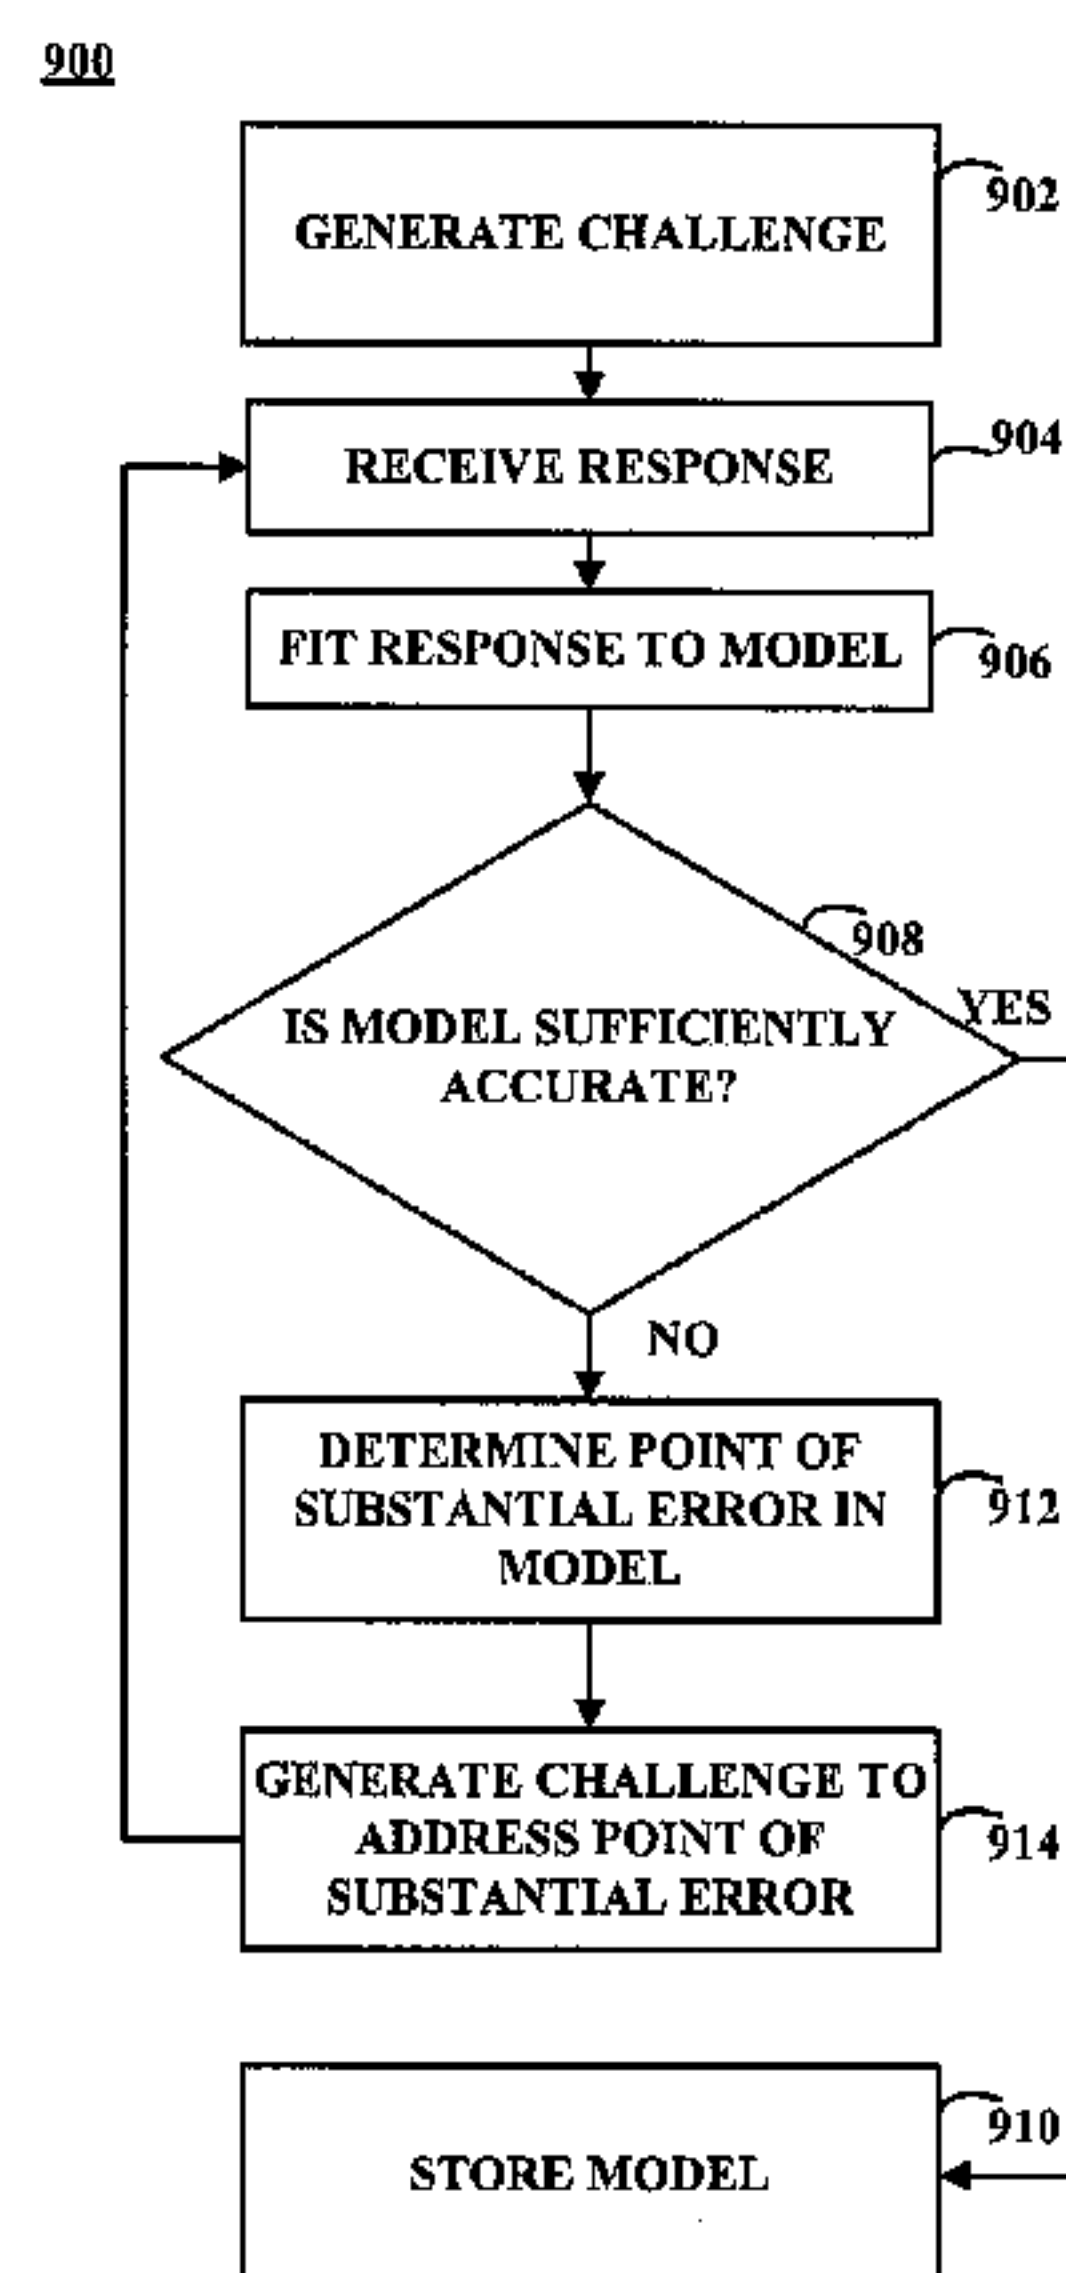 900
GENERATE CHALLENGE
902
RECEIVE RESPONSE
904
FIT RESPONSE TO MODEL
906
908
IS MODEL SUFFICIENTLY
ACCURATE?
YES
NO
DETERMINE POINT OF
SUBSTANTIAL ERROR IN
MODEL
912
GENERATE CHALLENGE TO
ADDRESS POINT OF
SUBSTANTIAL ERROR
914
STORE MODEL
910